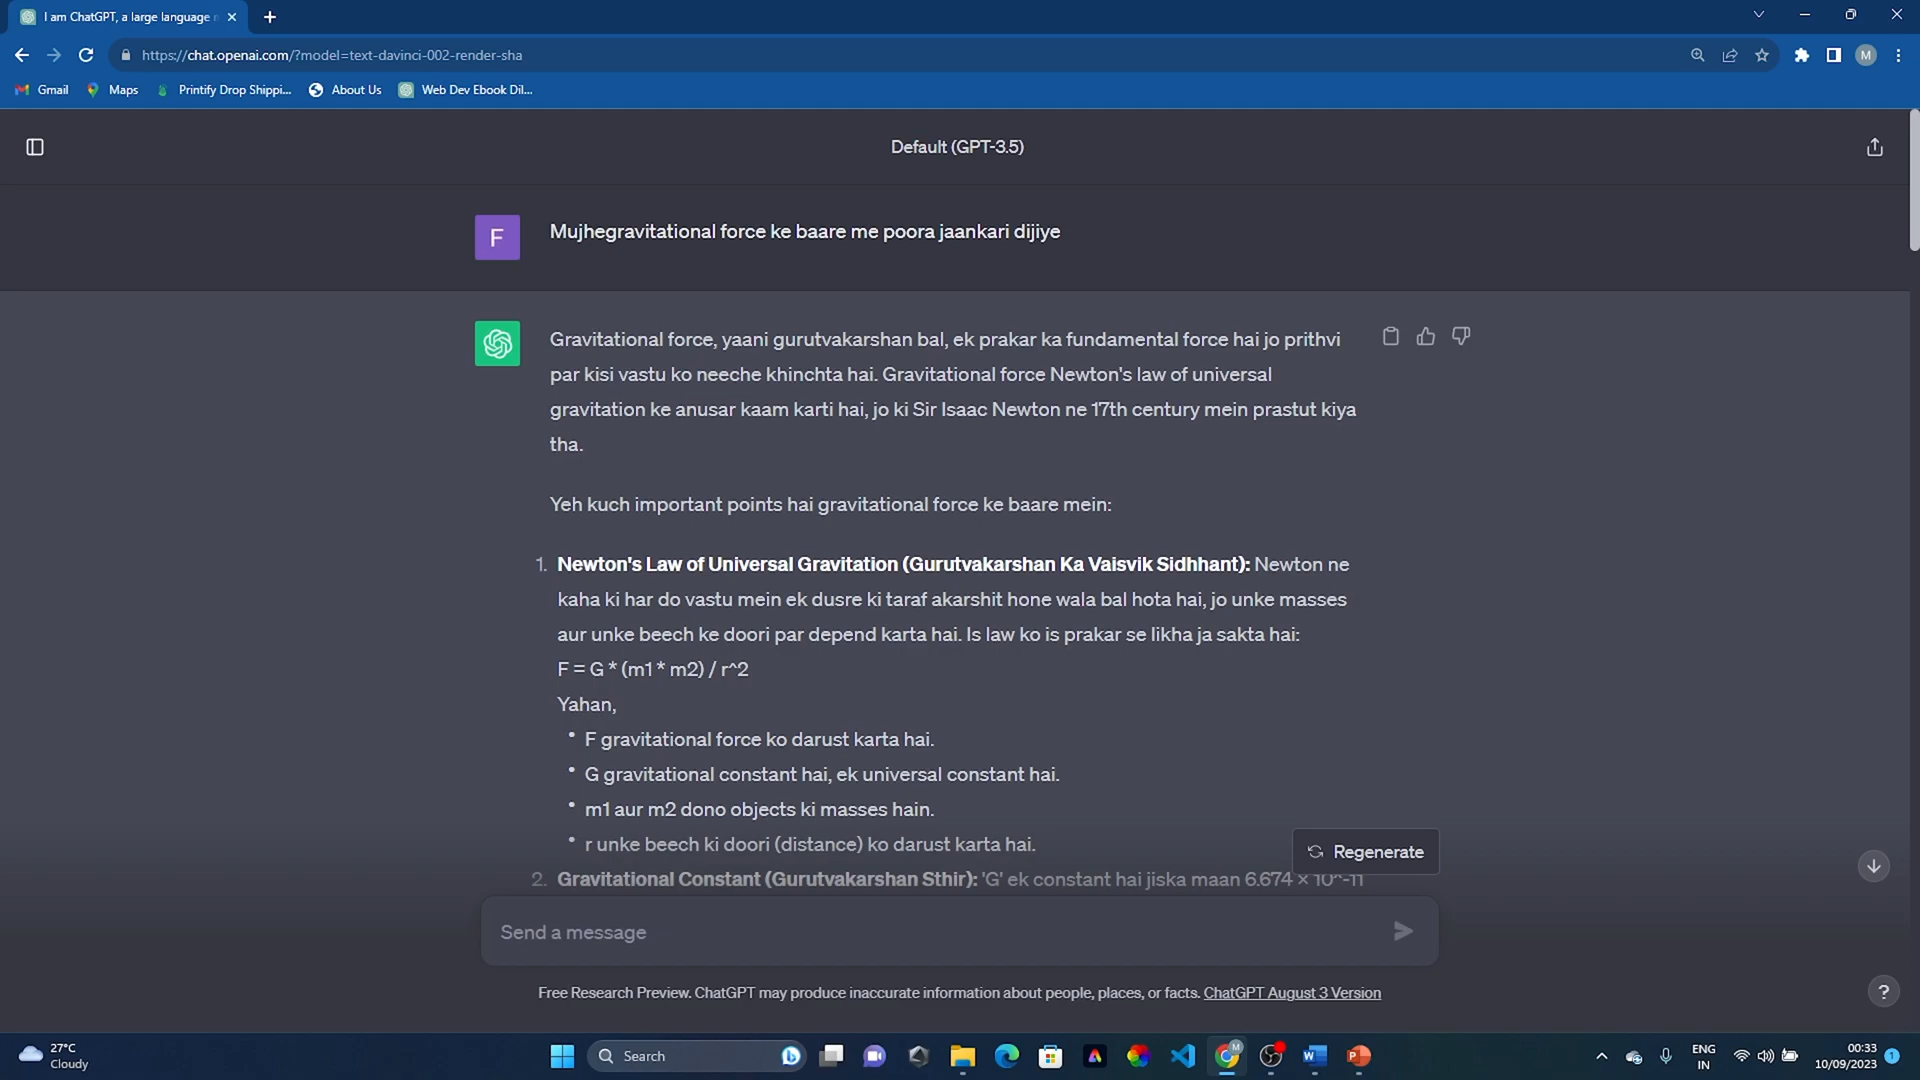 I am ChatGPT, a large language
https://chat.openai.com/?model=text-davinci-002-render-sha
M
Gmail
Maps
Printify Drop Shippi...
About Us
Web Dev Ebook Dil...
Default (GPT-3.5)
F
Mujhegravitational force ke baare me poora jaankari dijiye
Gravitational force, yaani gurutvakarshan bal, ek prakar ka fundamental force hai jo prithvi
par kisi vastu ko neeche khinchta hai. Gravitational force Newton's law of universal
gravitation ke anusar kaam karti hai, jo ki Sir Isaac Newton ne 17th century mein prastut kiya
tha.
Yeh kuch important points hai gravitational force ke baare mein:
1. Newton's Law of Universal Gravitation (Gurutvakarshan Ka Vaisvik Sidhhant): Newton ne
kaha ki har do vastu mein ek dusre ki taraf akarshit hone wala bal hota hai, jo unke masses
aur unke beech ke doori par depend karta hai. Is law ko is prakar se likha ja sakta hai:
F = G * (m1 * m2) / r^2
Yahan,
• F gravitational force ko darust karta hai.
• G gravitational constant hai, ek universal constant hai.
• m1 aur m2 dono objects ki masses hain.
• r unke beech ki doori (distance) ko darust karta hai.
Regenerate
2. Gravitational Constant (Gurutvakarshan Sthir): 'G' ek constant hai jiska maan 6.674 × 10^-11
Send a message
Free Research Preview. ChatGPT may produce inaccurate information about people, places, or facts. ChatGPT August 3 Version
?
27°C
Cloudy
Search
ENG
IN
00:33
10/09/2023
1